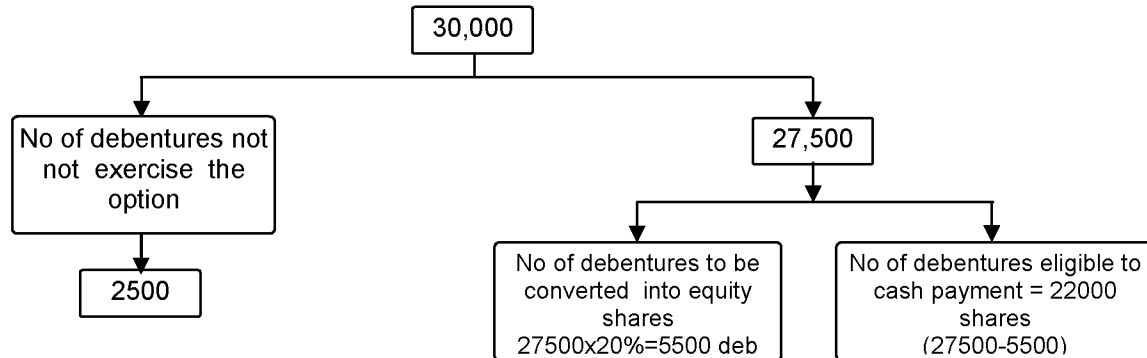 30,000
No of debentures not
not exercise the
option
27,500
2500
No of debentures to be
converted into equity
shares
27500x20%=5500 deb
No of debentures eligible to
cash payment = 22000
shares
(27500-5500)